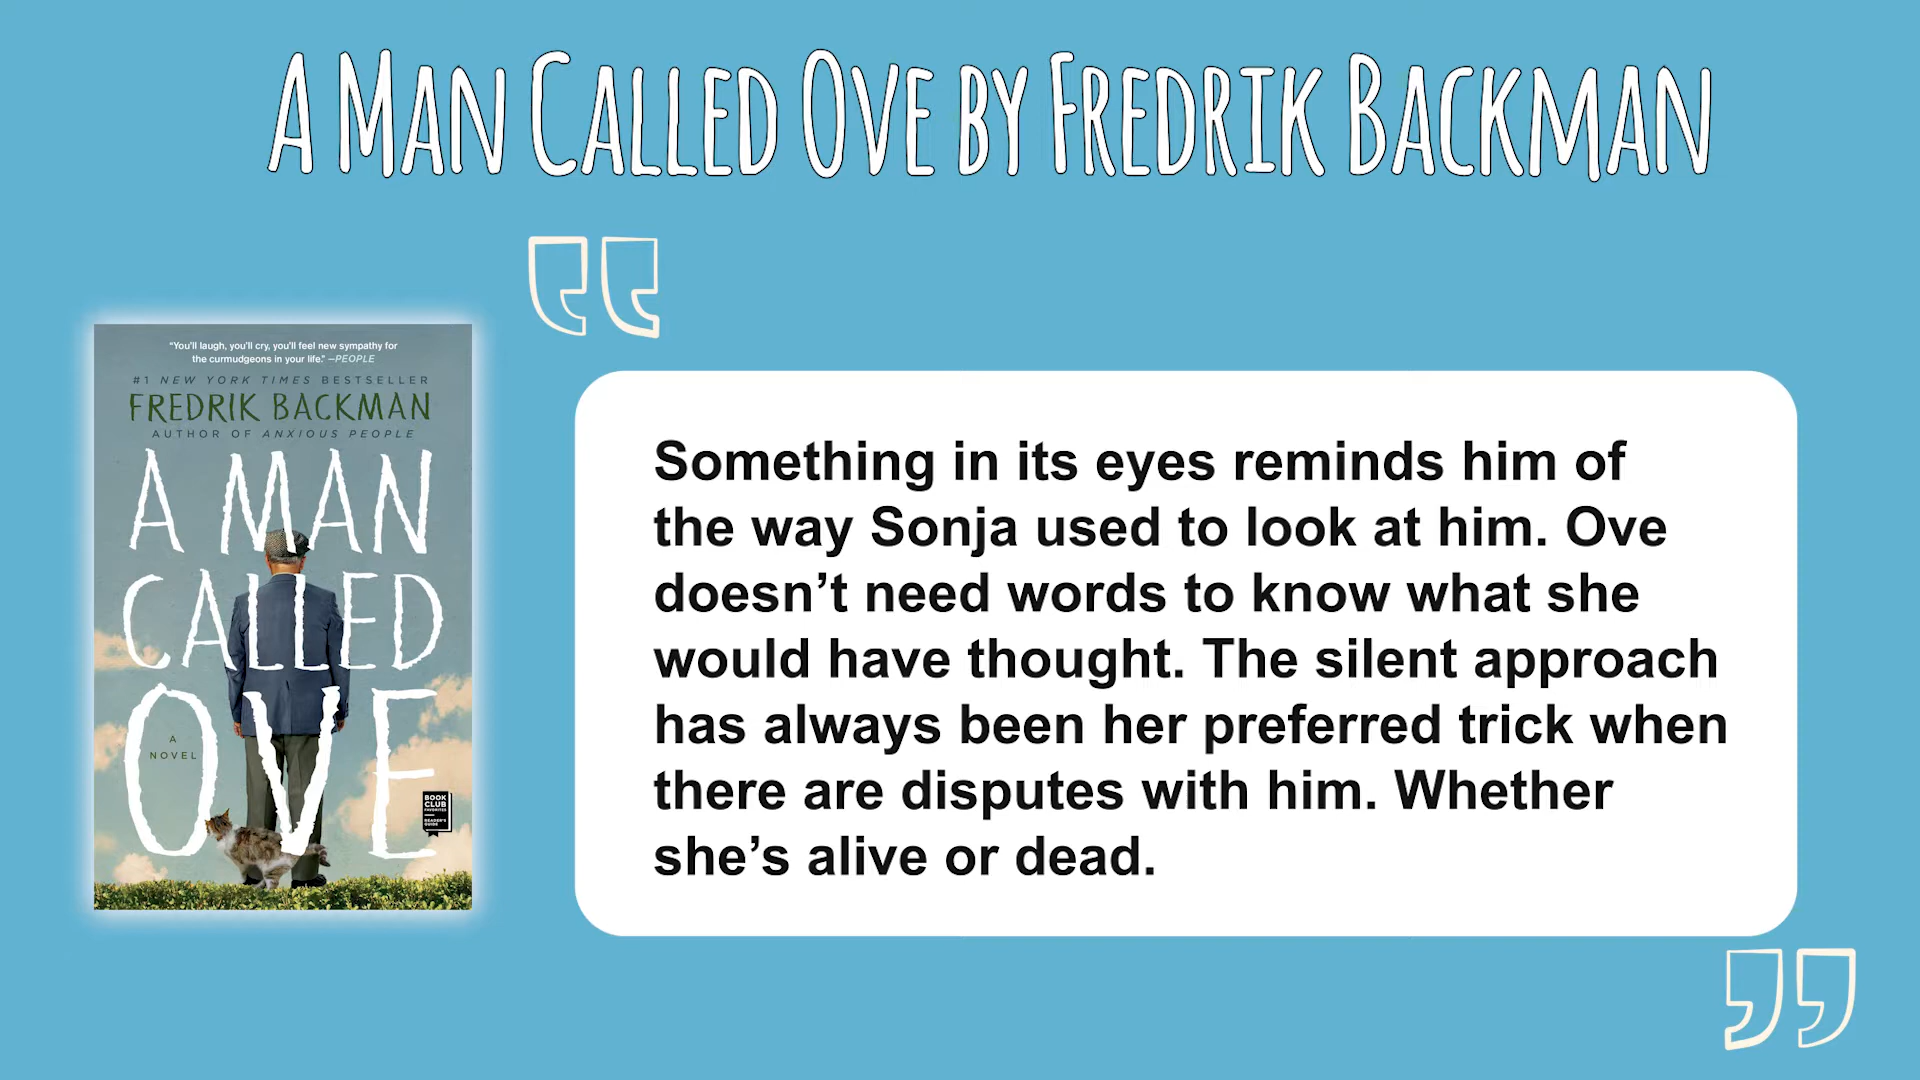 A MAN CALLED OVE BY FREDRIK BACKMAN
“You’ll laugh, you’ll cry, you’ll feel new sympathy for
the curmudgeons in your life.” —PEOPLE
#1 NEW YORK TIMES BESTSELLER
FREDRIK BACKMAN
AUTHOR OF ANXIOUS PEOPLE
A MAN
CALLED
OVE
A
NOVEL
BOOK
CLUB
FAVORITES
READER'S
GUIDE
Something in its eyes reminds him of
the way Sonja used to look at him. Ove
doesn’t need words to know what she
would have thought. The silent approach
has always been her preferred trick when
there are disputes with him. Whether
she’s alive or dead.